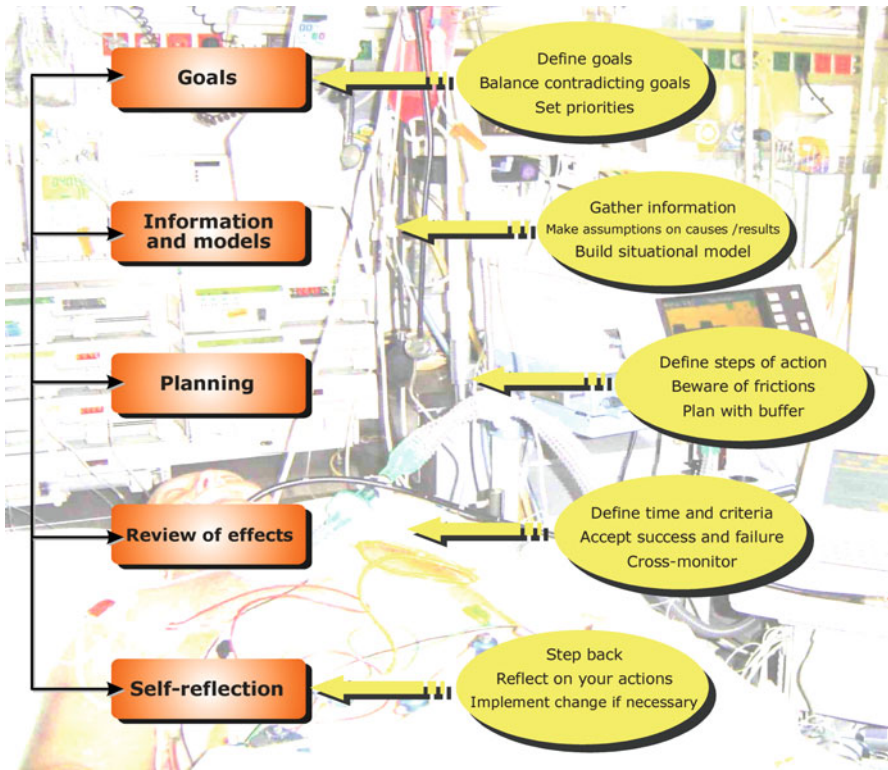 Goals
Define goals
Balance contradicting goals
Set priorities
Information
and models
Gather information
Make assumptions on causes /results
Build situational model
Planning
Define steps of action
Beware of frictions
Plan with buffer
Review of effects
Define time and criteria
Accept success and failure
Cross-monitor
Self-reflection
Step back
Reflect on your actions
Implement change if necessary